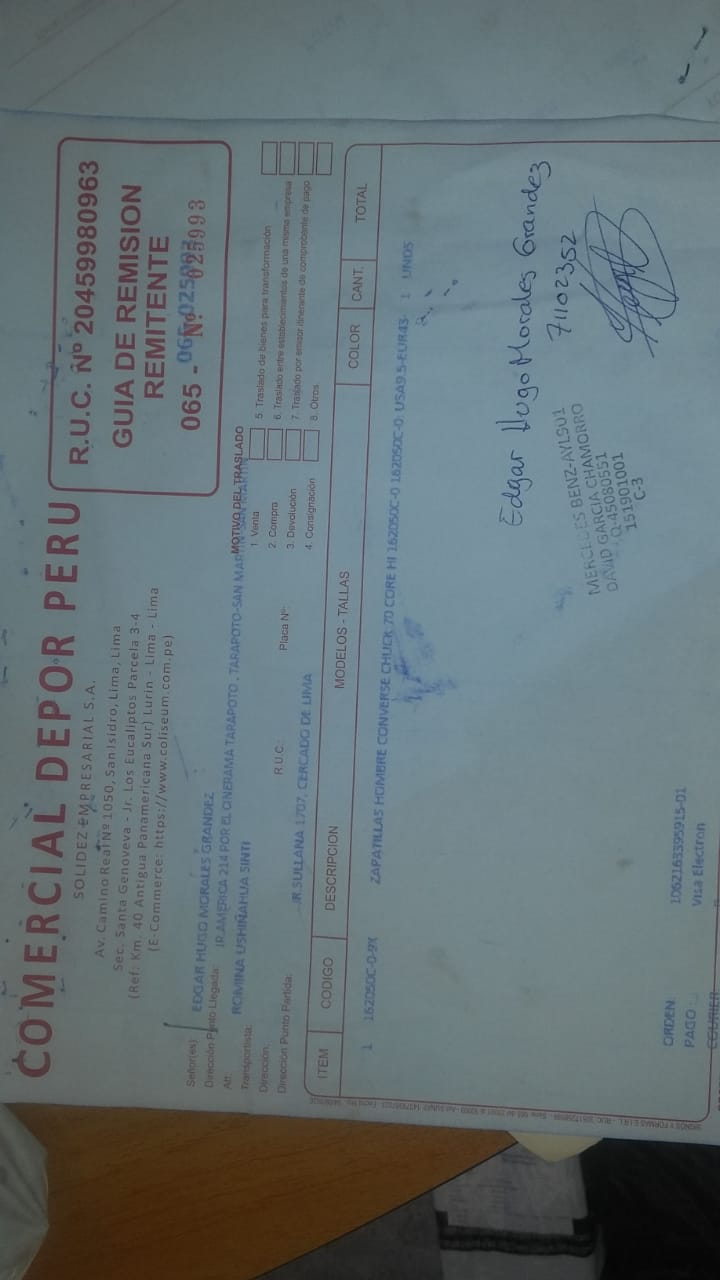 COMERCIAL DEPOR PERU
SOLIDEZ EMPRESARIAL S.A.
Av. Camino Real Nº 1050, San Isidro, Lima, Lima
Sec. Santa Genoveva - Jr. Los Eucaliptos Parcela 3-4
(Ref: Km. 40 Antigua Panamericana Sur) Lurin - Lima - Lima
(E-Commerce: https://www.coliseum.com.pe)
R.U.C. Nº 20459980963
GUIA DE REMISION
REMITENTE
065 - Nº 025993
Señor(es): EDGAR HUGO MORALES GRANDEZ
Dirección Punto Llegada: JR.AMERICA 214 POR EL CINERAMA TARAPOTO , TARAPOTO-SAN MARTIN-SAN MARTIN
Att: ROMINA USHIÑAHUA SINTI
Transportista:
Dirección: R.U.C.: Placa Nº:
Dirección Punto Partida: JR.SULLANA 1707, CERCADO DE LIMA
MOTIVO DEL TRASLADO
1. Venta
2. Compra
3. Devolución
4. Consignación
5. Traslado de bienes para transformación
6. Traslado entre establecimientos de una misma empresa
7. Traslado por emisor itinerante de comprobante de pago
8. Otros
ITEM CODIGO DESCRIPCION MODELOS - TALLAS COLOR CANT. TOTAL
1 162050C-0-9X ZAPATILLAS HOMBRE CONVERSE CHUCK 70 CORE HI 162050C-0 162050C-0, USA9.5-EUR43- 1 UNDS
Edgar Hugo Morales Grandez
71102352
MERCEDES BENZ-AYL901
DAVID GARCIA CHAMORRO
Q-45080551
151901001
C-3
ORDEN: 1062163395915-01
PAGO : Visa Electron
COURIER